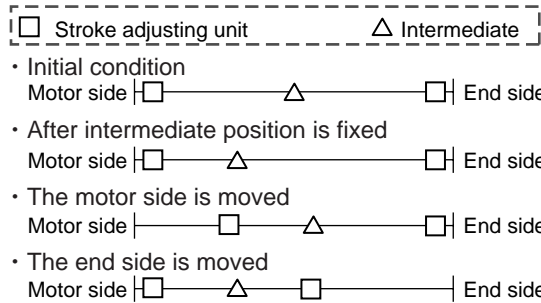 Stroke adjusting unit Intermediate
・Initial condition
Motor side End side
・After intermediate position is fixed
Motor side End side
・The motor side is moved
Motor side End side
・The end side is moved
Motor side End side